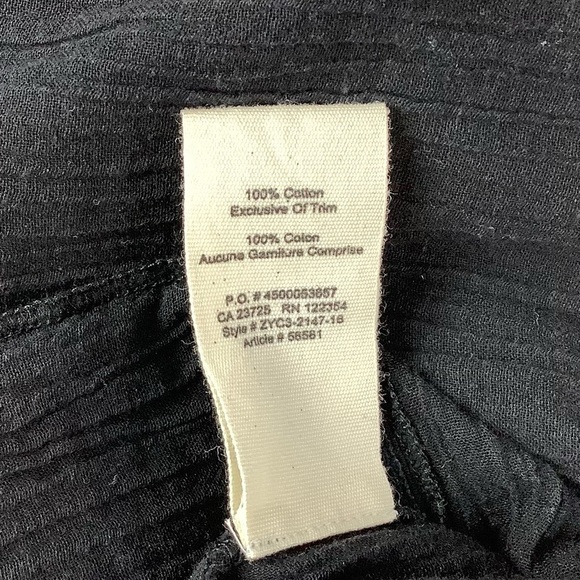 100% Cotton
Exclusive Of Trim
100% Coton
Aucune Garniture Comprise
P.O. # 4500053657
CA 23725 RN 122354
Style # ZYC3-2147-16
Article # 56581